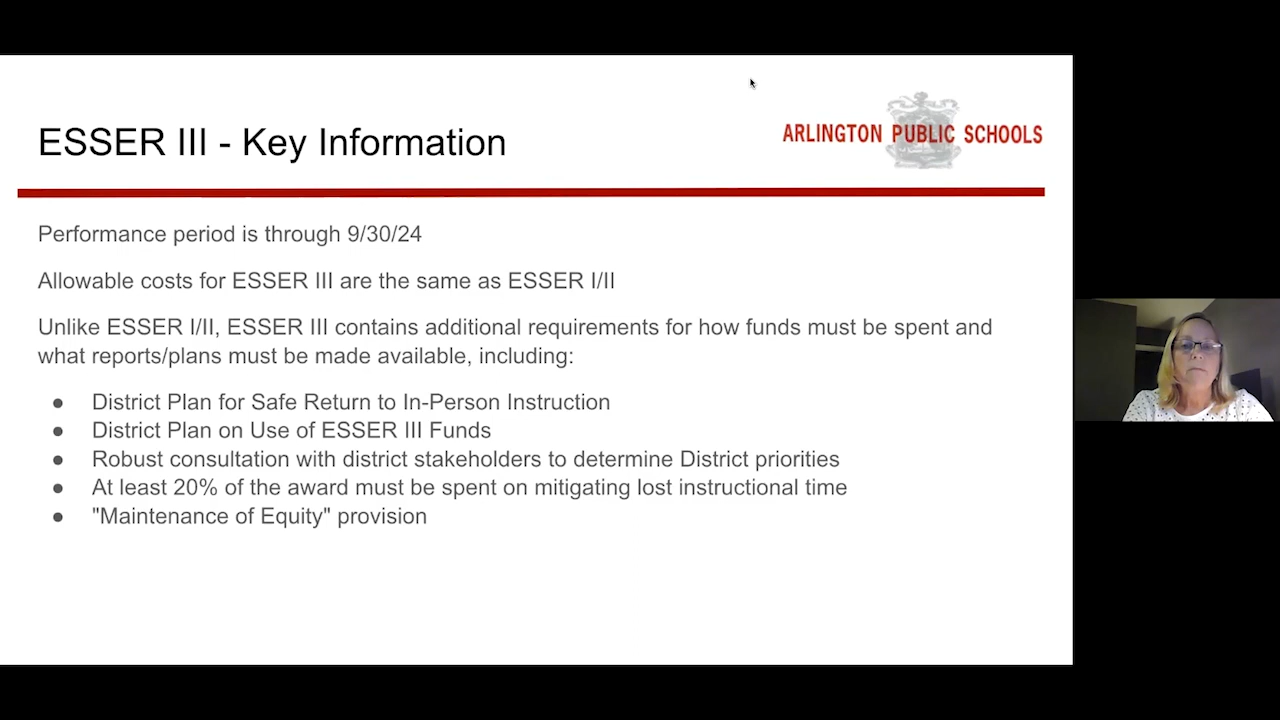 ESSER III - Key Information
ARLINGTON PUBLIC SCHOOLS
Performance period is through 9/30/24
Allowable costs for ESSER III are the same as ESSER I/II
Unlike ESSER I/II, ESSER III contains additional requirements for how funds must be spent and
what reports/plans must be made available, including:
● District Plan for Safe Return to In-Person Instruction
● District Plan on Use of ESSER III Funds
● Robust consultation with district stakeholders to determine District priorities
● At least 20% of the award must be spent on mitigating lost instructional time
● "Maintenance of Equity" provision